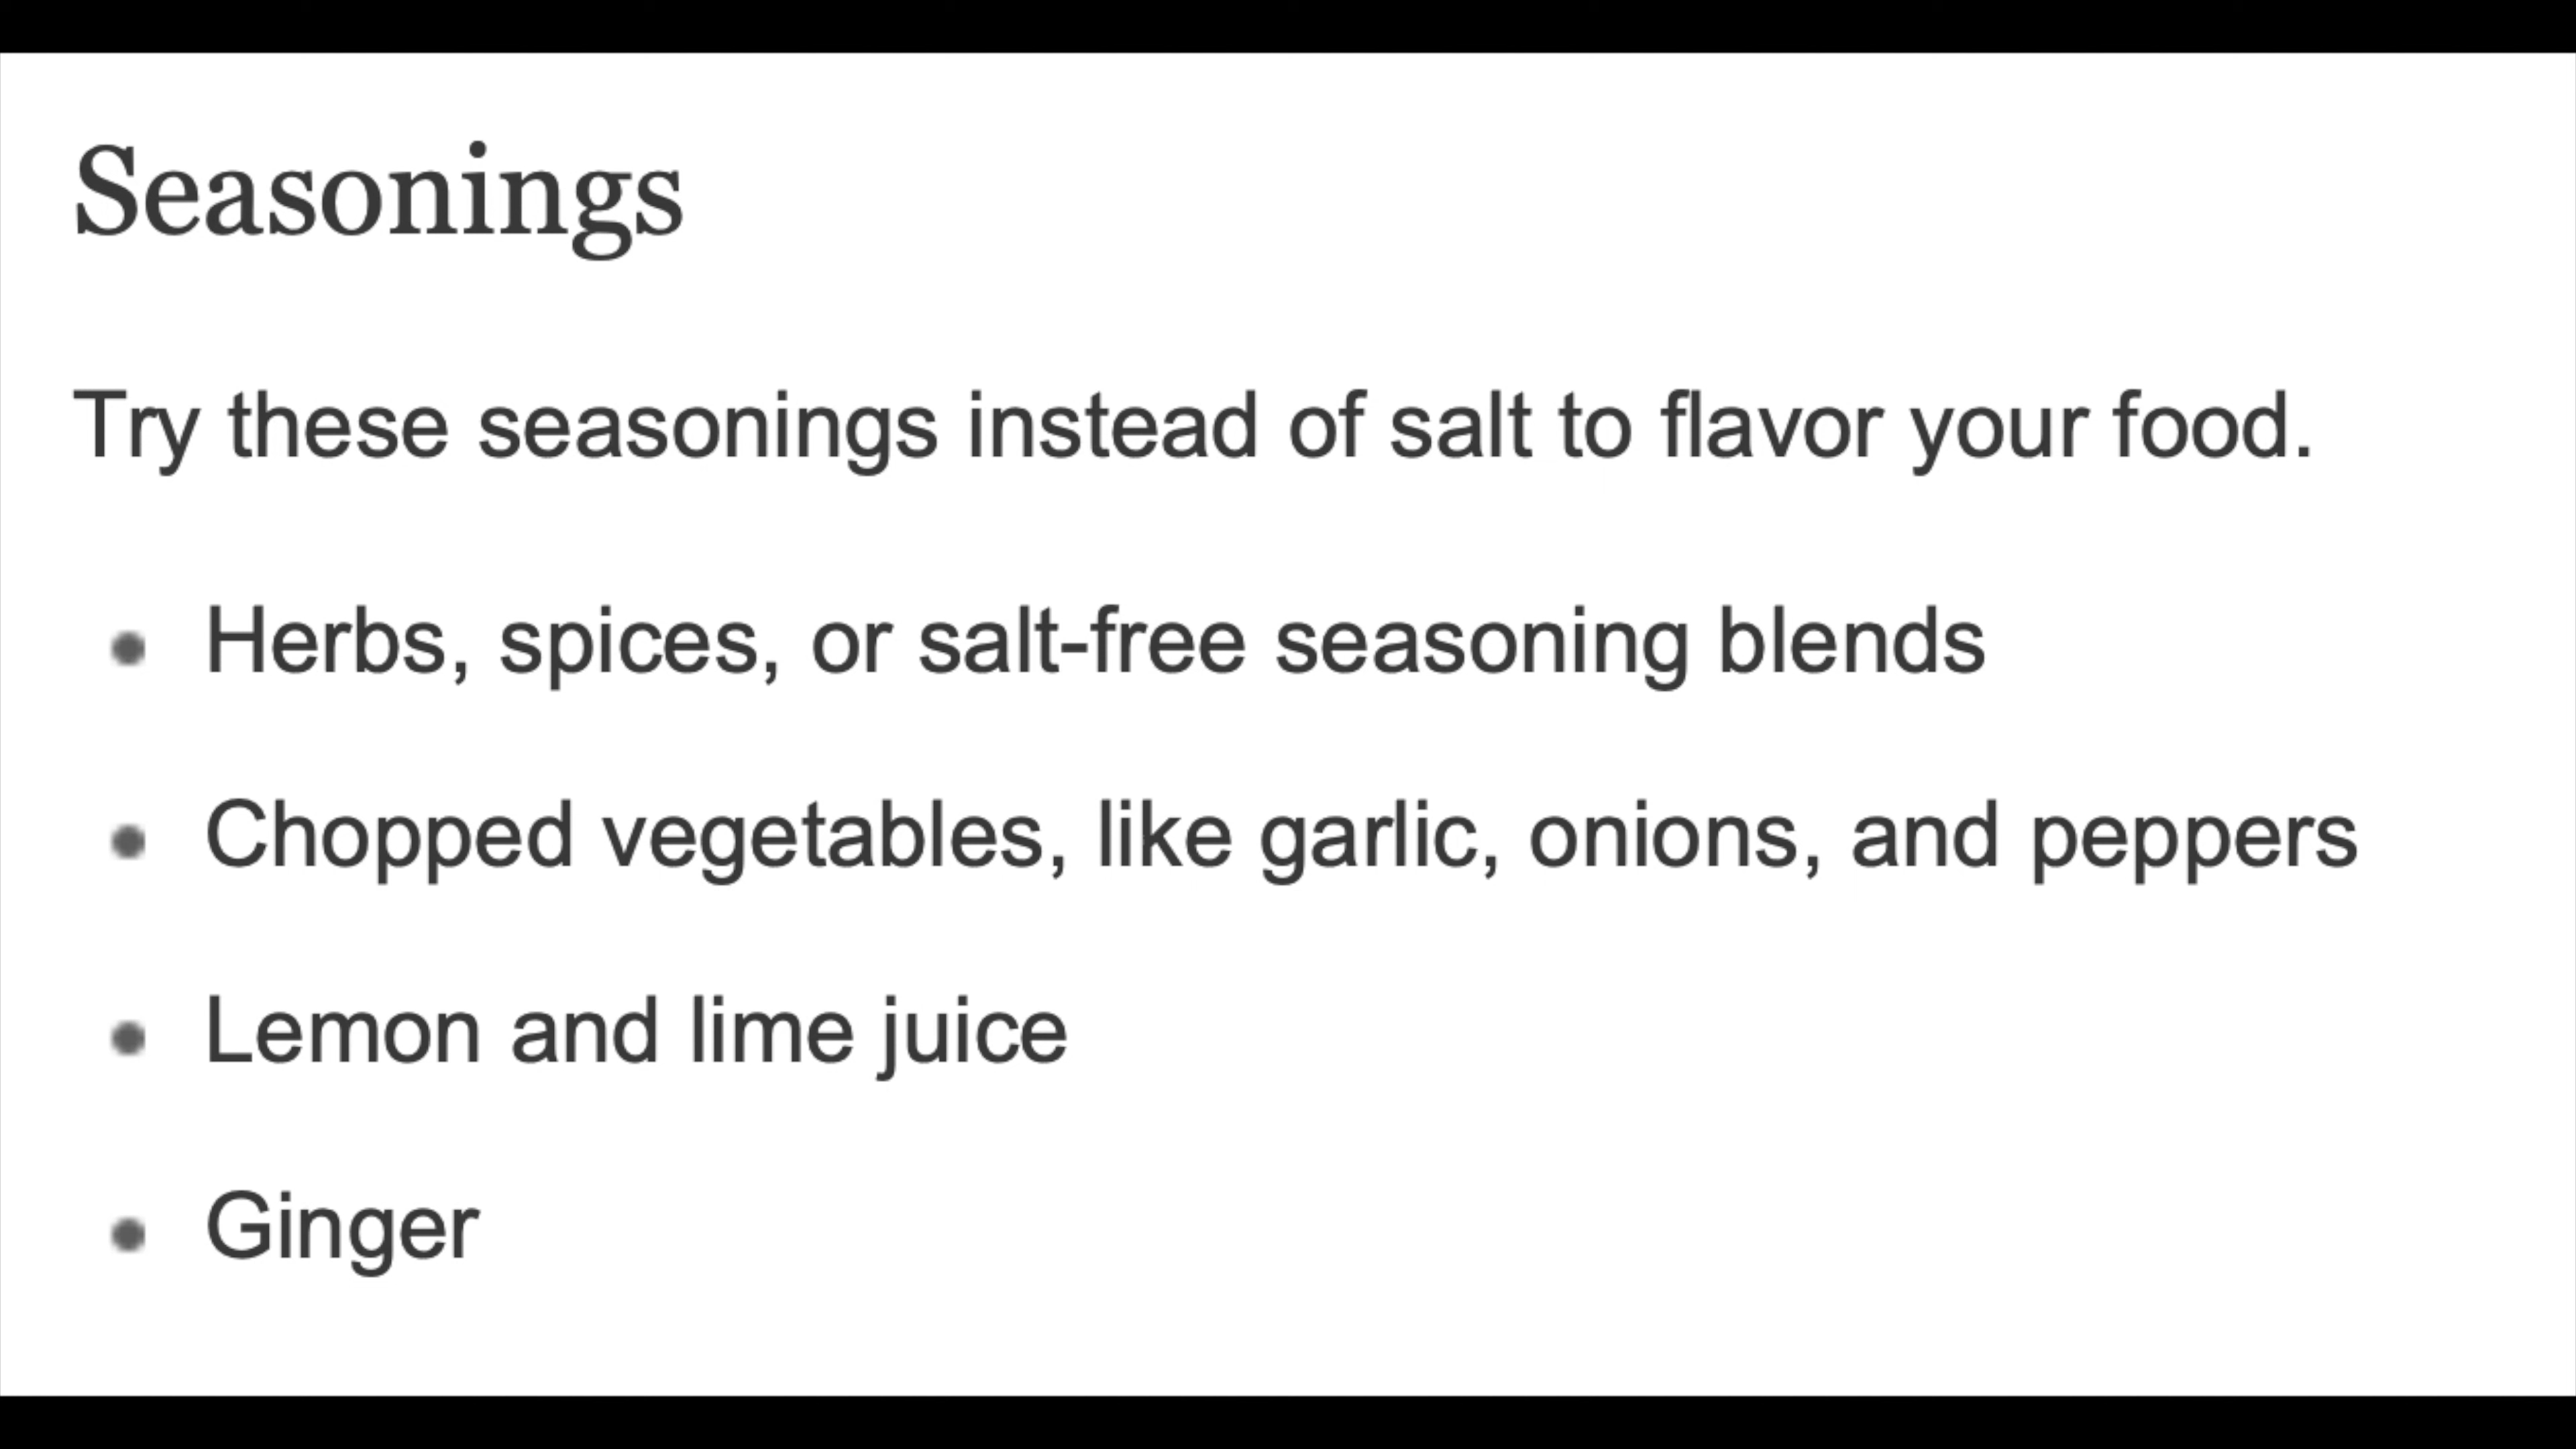 Seasonings
Try these seasonings instead of salt to flavor your food.
• Herbs, spices, or salt-free seasoning blends
• Chopped vegetables, like garlic, onions, and peppers
• Lemon and lime juice
• Ginger